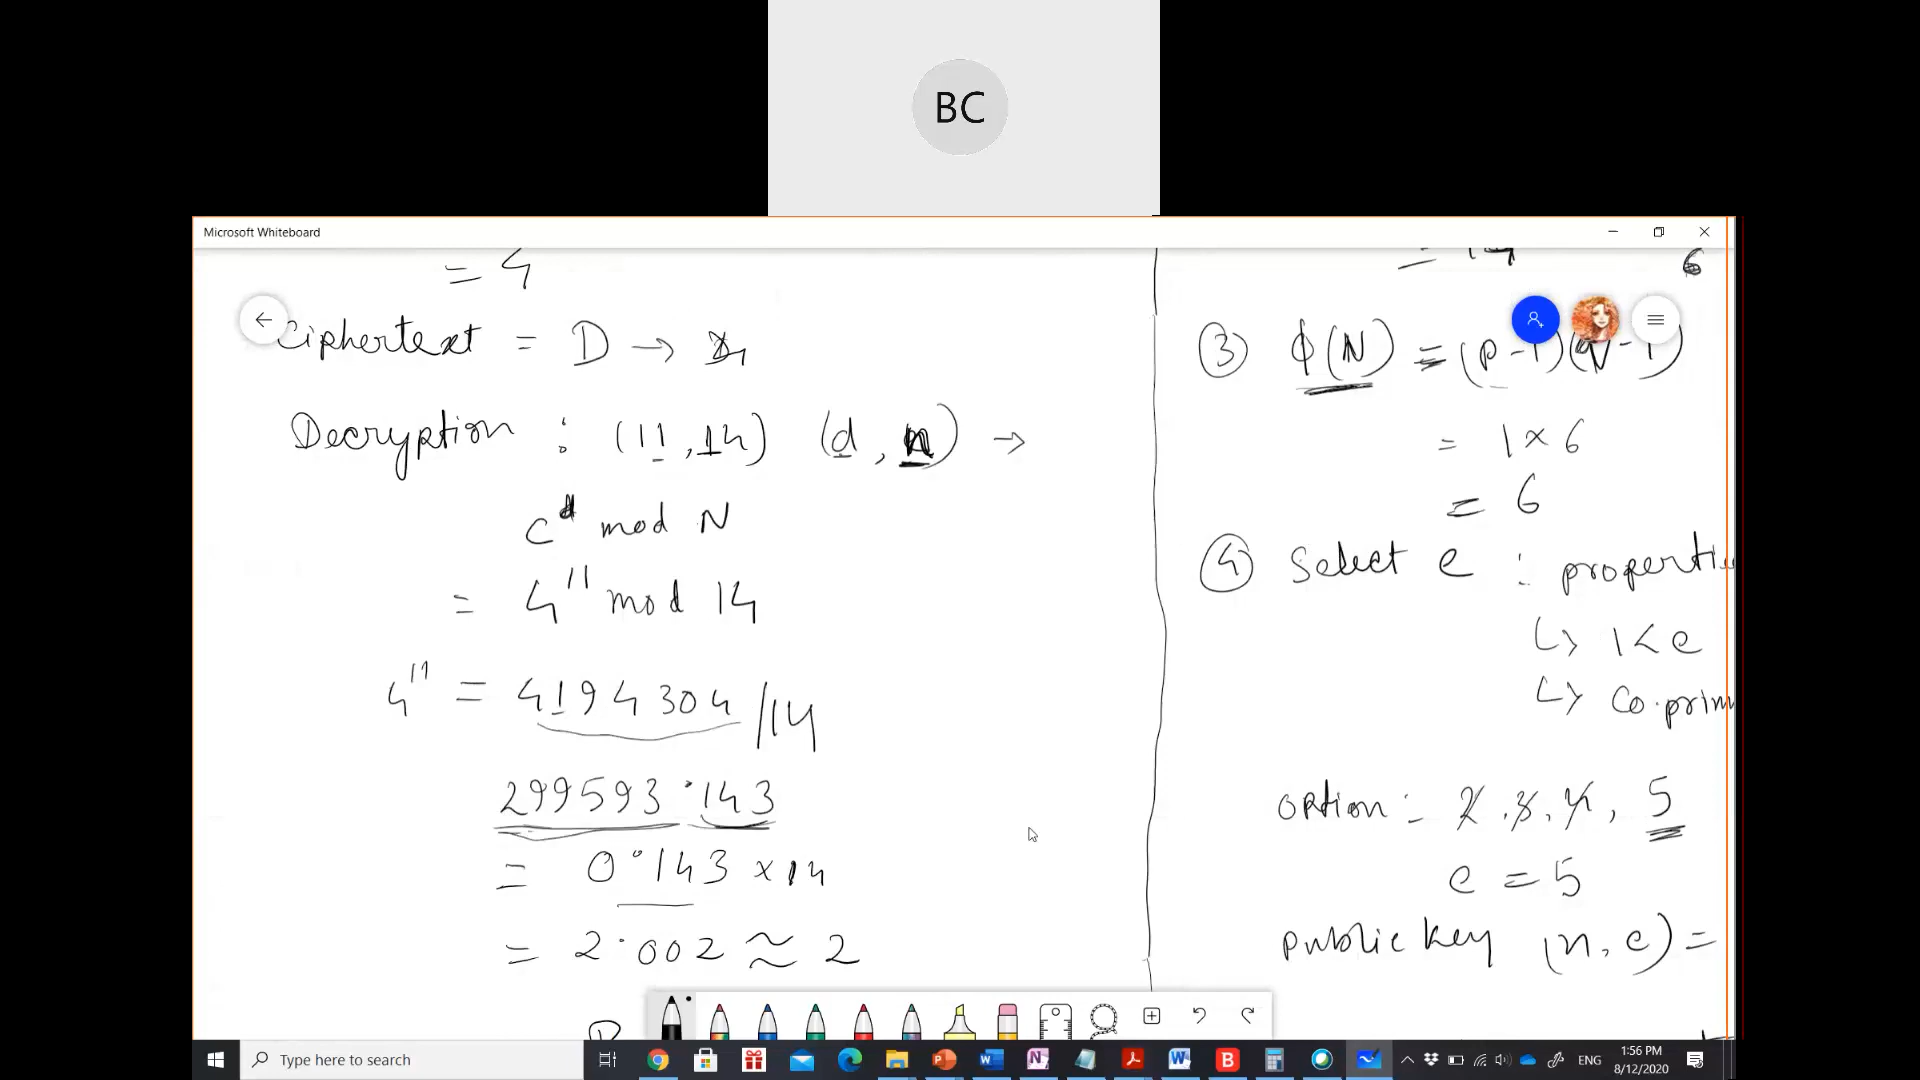 BC
Microsoft Whiteboard
= 4
Ciphertext = D →
Decryption : (11, 14) (d, n) →
C^d mod N
= 4^11 mod 14
4^11 = 4194304 /14
299593.143
= 0.143 x 14
= 2.002 ≈ 2
= 14
6
③ ϕ(N) = (P-1)(q-1)
= 1 x 6
= 6
④ Select e : properti
↳ 1 < e
↳ Co.prim
option: 2, 3, 4, 5
e = 5
public key (n, e) =
Type here to search
ENG
1:56 PM
8/12/2020